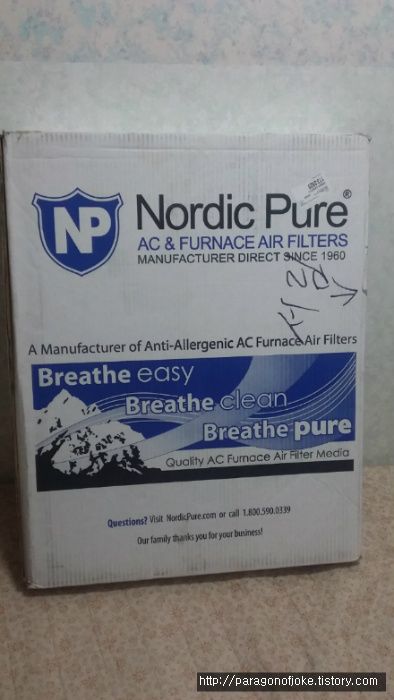 NP
Nordic Pure®
AC & FURNACE AIR FILTERS
MANUFACTURER DIRECT SINCE 1960
A Manufacturer of Anti-Allergenic AC Furnace Air Filters
Breathe easy
Breathe clean
Breathe pure
Quality AC Furnace Air Filter Media
Questions? Visit NordicPure.com or call 1.800.590.0339
Our family thanks you for your business!
http://paragonofjoke.tistory.com